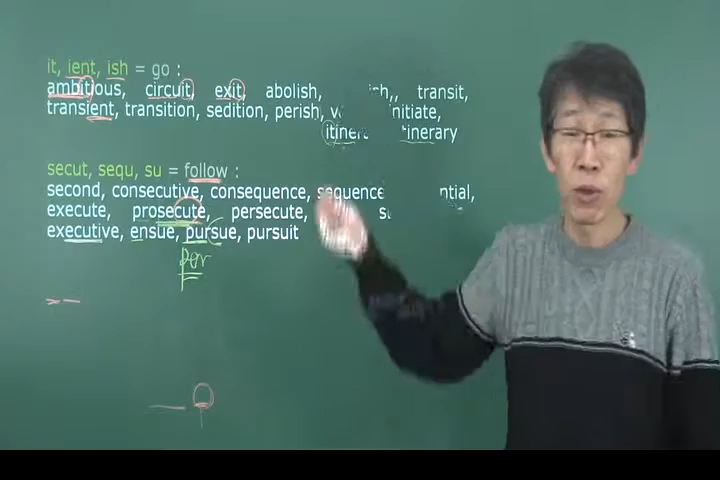 it, ient, ish = go :
ambitious, circuit, exit, abolish, transit,
transient, transition, sedition, perish, initiate,
itinerary
secut, sequ, su = follow :
second, consecutive, consequence, sequence
execute, prosecute, persecute,
executive, ensue, pursue, pursuit
per